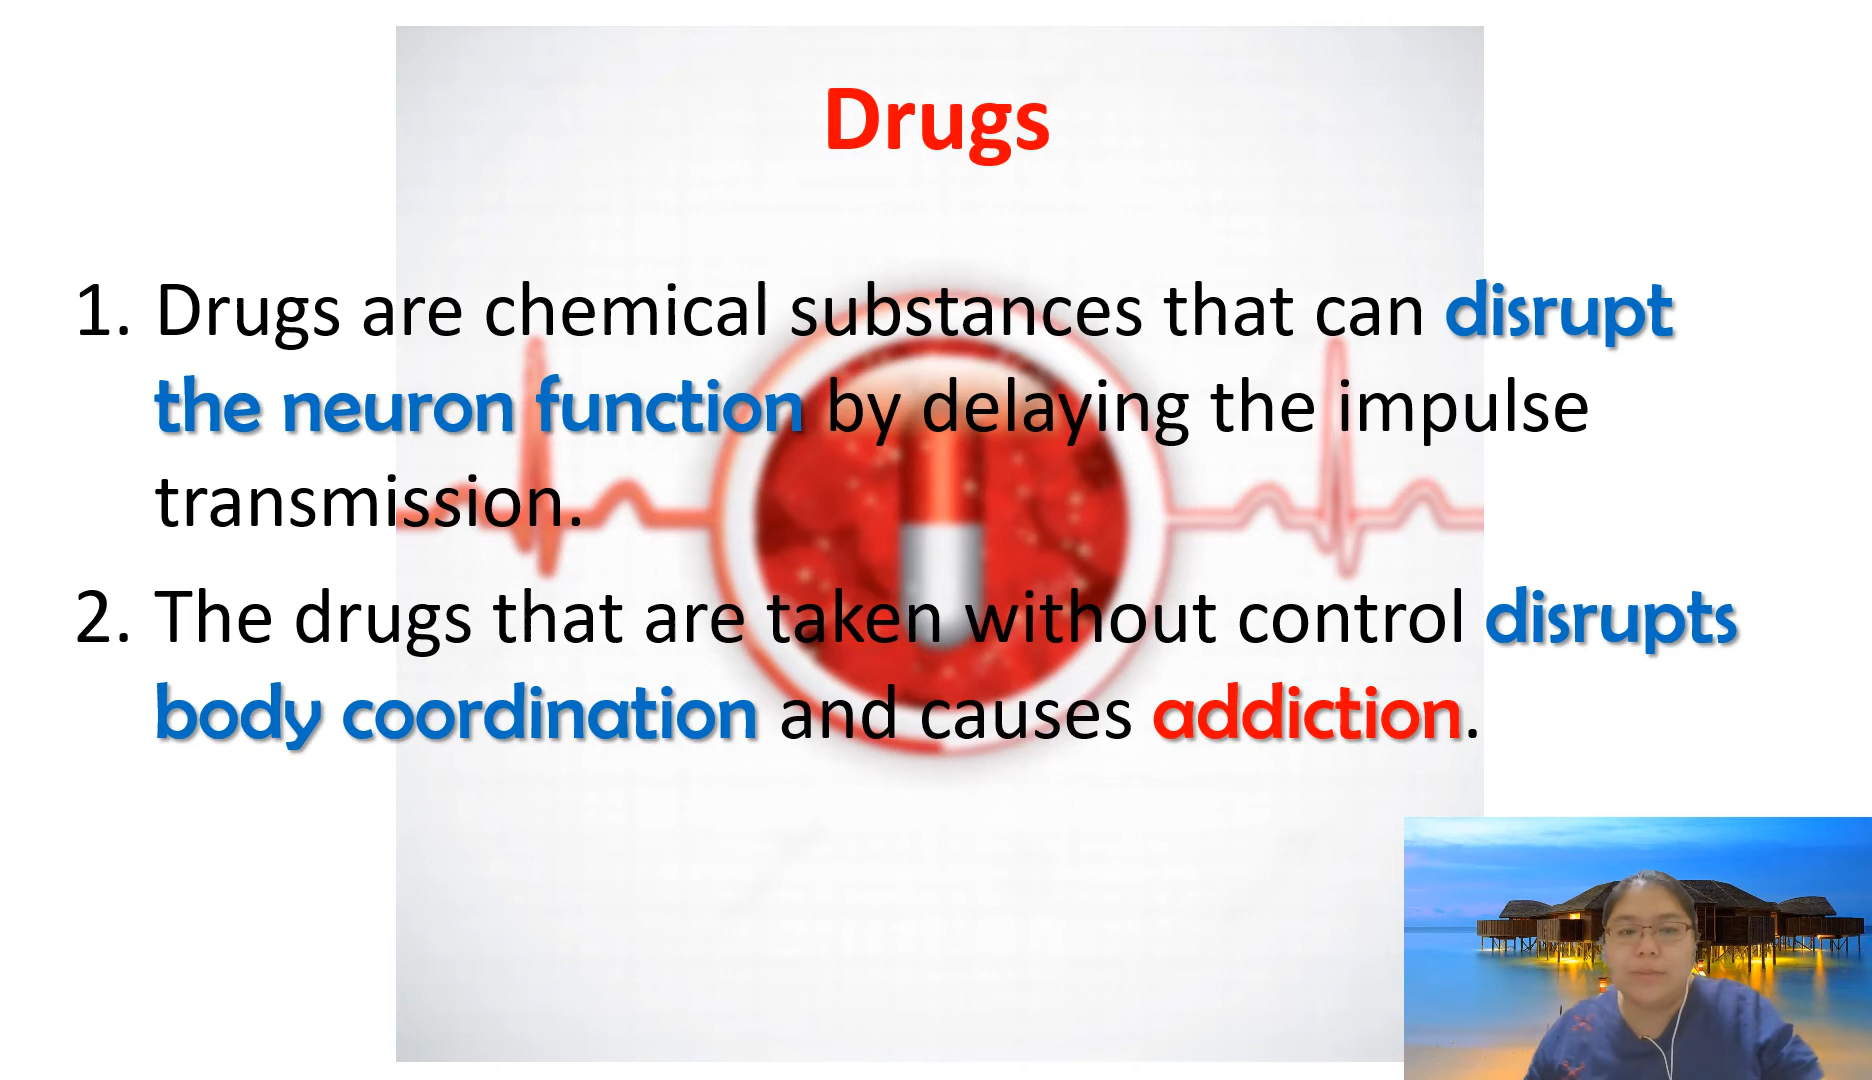 Drugs
1. Drugs are chemical substances that can disrupt
the neuron function by delaying the impulse
transmission.
2. The drugs that are taken without control disrupts
body coordination and causes addiction.